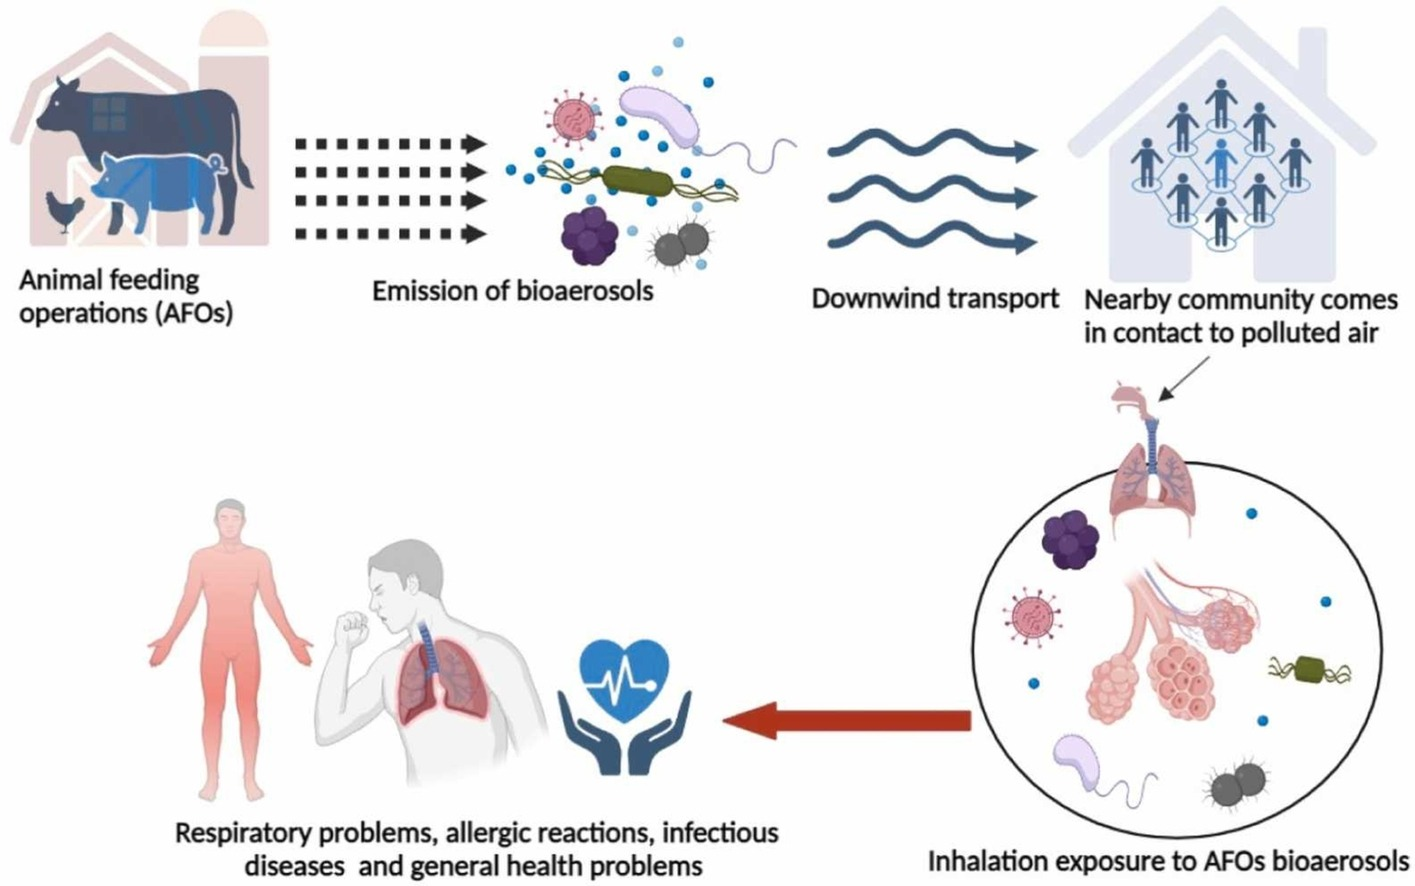 Animal feeding
operations (AFOs)
Emission of bioaerosols
Downwind transport
Nearby community comes
in contact to polluted air
Respiratory problems, allergic reactions, infectious
diseases and general health problems
Inhalation exposure to AFOs bioaerosols